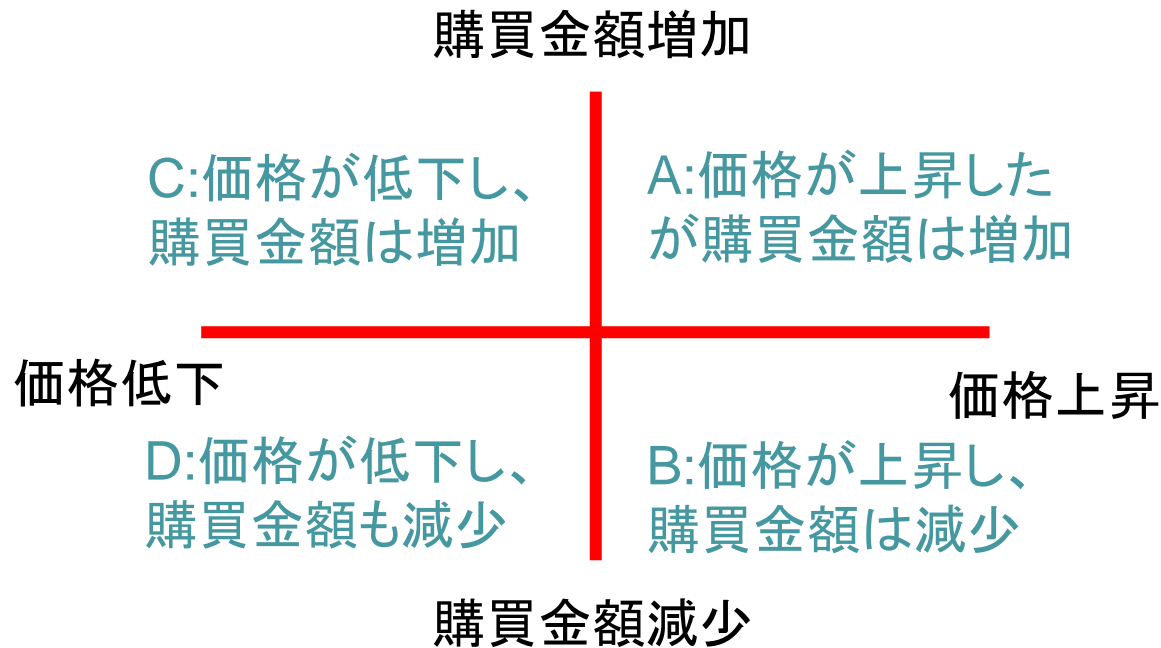 購買金額増加
C:価格が低下し、
購買金額は増加
A:価格が上昇した
が購買金額は増加
価格低下
価格上昇
D:価格が低下し、
購買金額も減少
B:価格が上昇し、
購買金額は減少
購買金額減少